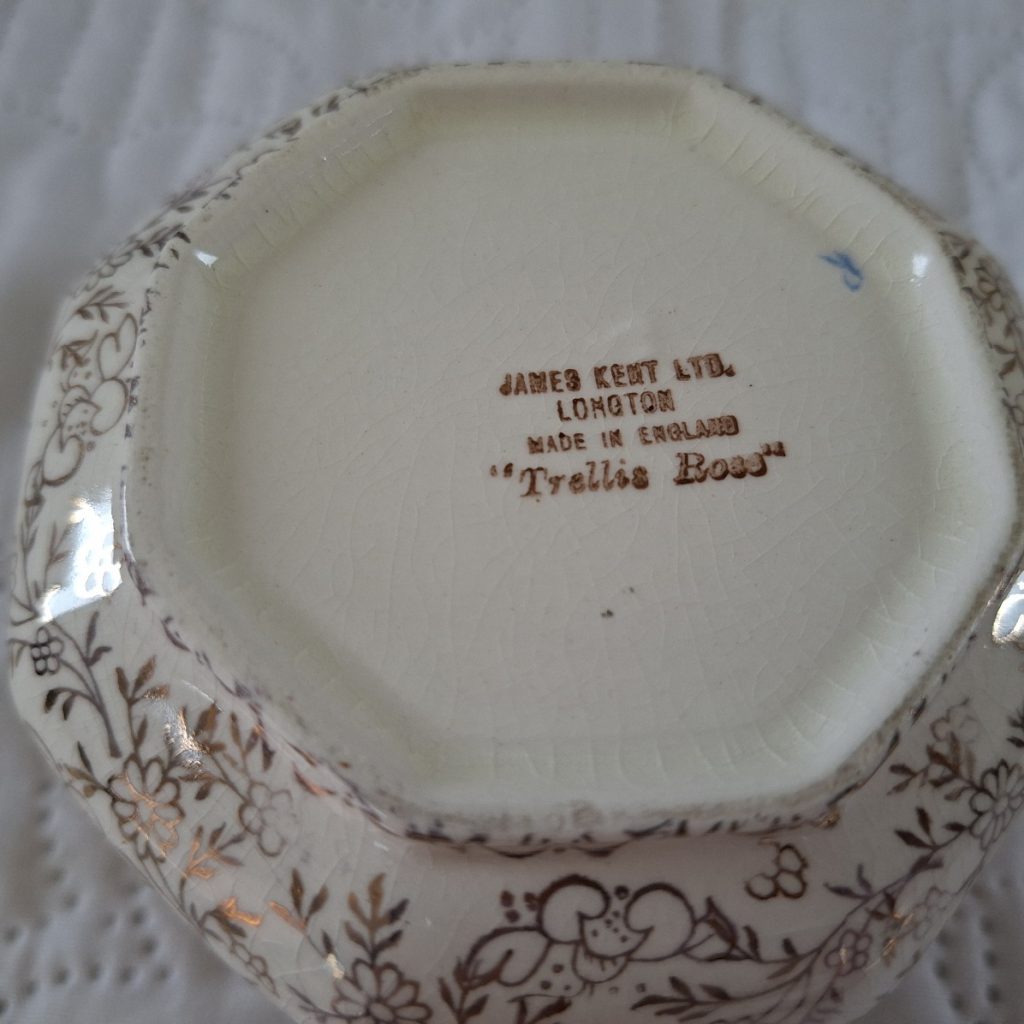 JAMES KENT LTD.
LONGTON
MADE IN ENGLAND
"Trellis Rose"